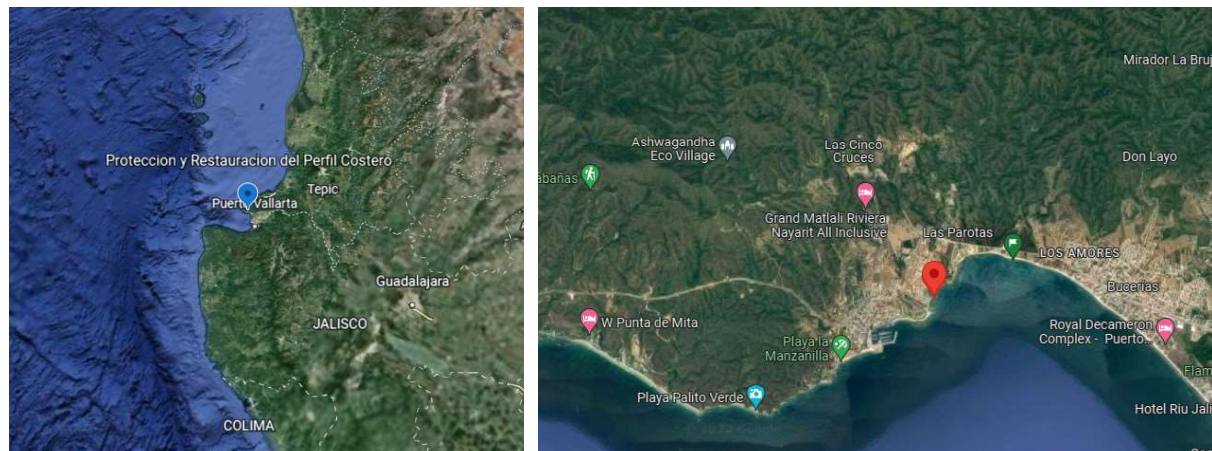 Proteccion y Restauracion del Perfil Costero
Tepic
Puerto Vallarta
Guadalajara
JALISCO
COLIMA
Mirador La Bruj
Ashwagandha
Eco Village
Las Cinco
Cruces
Don Layo
abañas
Grand Matlali Riviera
Nayarit All Inclusive
Las Parotas
LOS AMORES
Bucerías
W Punta de Mita
Royal Decameron
Complex - Puerto...
Playa la
Manzanilla
Flam
Playa Palito Verde
Hotel Riu Jali